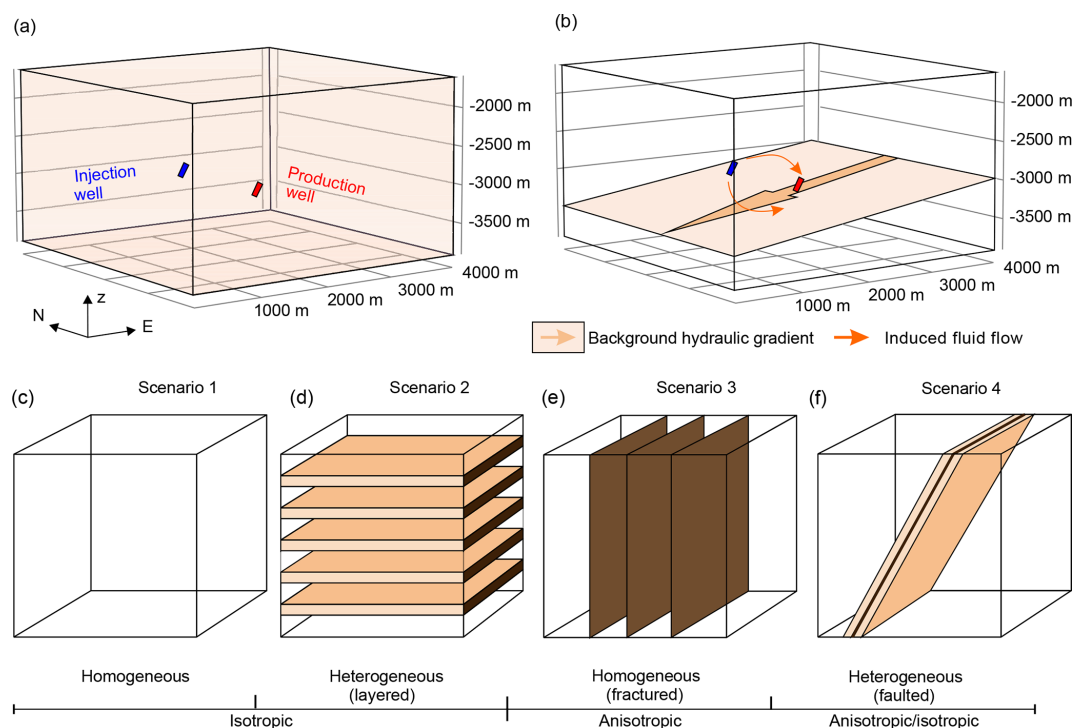 (a)
Injection
well
Production
well
-2000 m
-2500 m
-3000 m
-3500 m
4000 m
3000 m
2000 m
1000 m
z
N
E
(b)
-2000 m
-2500 m
-3000 m
-3500 m
4000 m
3000 m
2000 m
1000 m
Background hydraulic gradient
Induced fluid flow
(c)
Scenario 1
(d)
Scenario 2
(e)
Scenario 3
(f)
Scenario 4
Homogeneous
Heterogeneous
(layered)
Homogeneous
(fractured)
Heterogeneous
(faulted)
Isotropic
Anisotropic
Anisotropic/isotropic